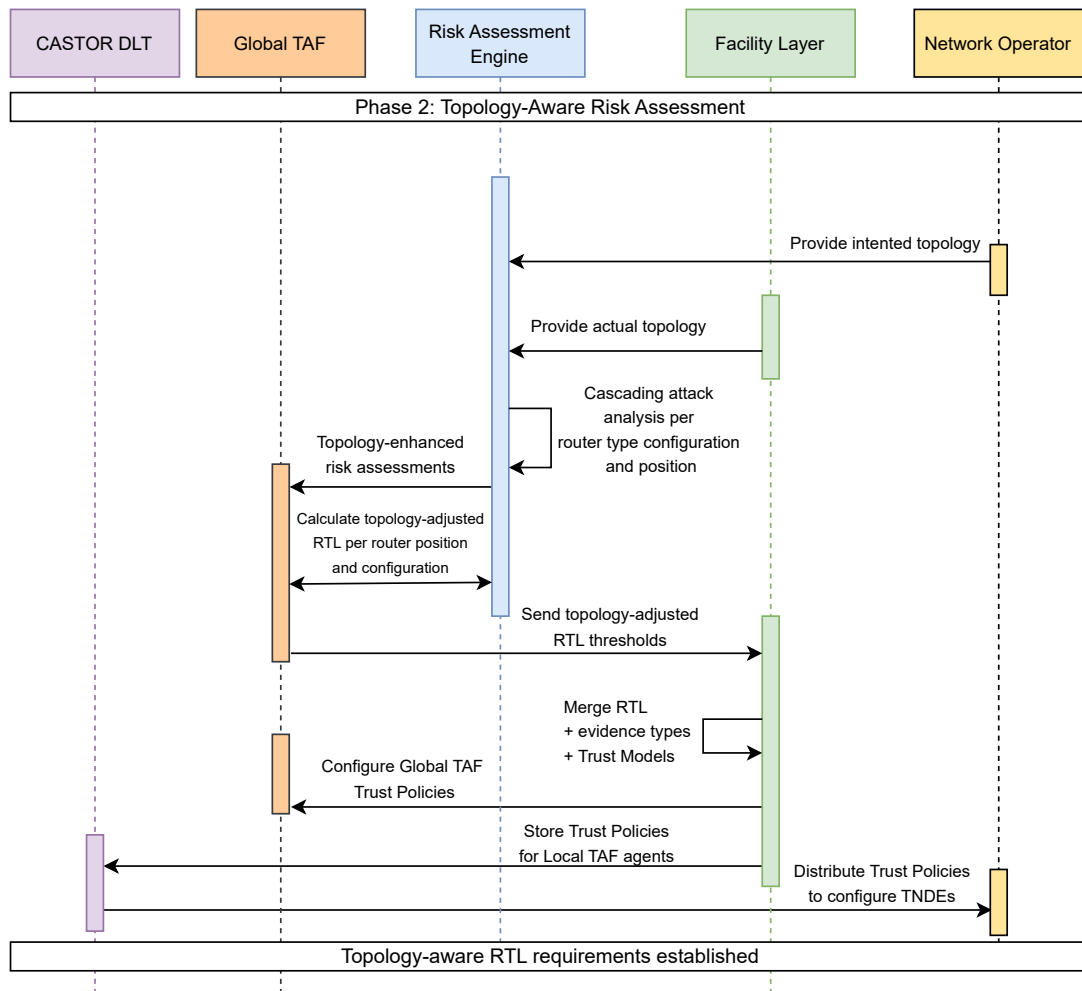 CASTOR DLT
Global TAF
Risk Assessment
Engine
Facility Layer
Network Operator
Phase 2: Topology-Aware Risk Assessment
Provide intented topology
Provide actual topology
Cascading attack
analysis per
router type configuration
and position
Topology-enhanced
risk assessments
Calculate topology-adjusted
RTL per router position
and configuration
Send topology-adjusted
RTL thresholds
Merge RTL
+ evidence types
+ Trust Models
Configure Global TAF
Trust Policies
Store Trust Policies
for Local TAF agents
Distribute Trust Policies
to configure TNDEs
Topology-aware RTL requirements established